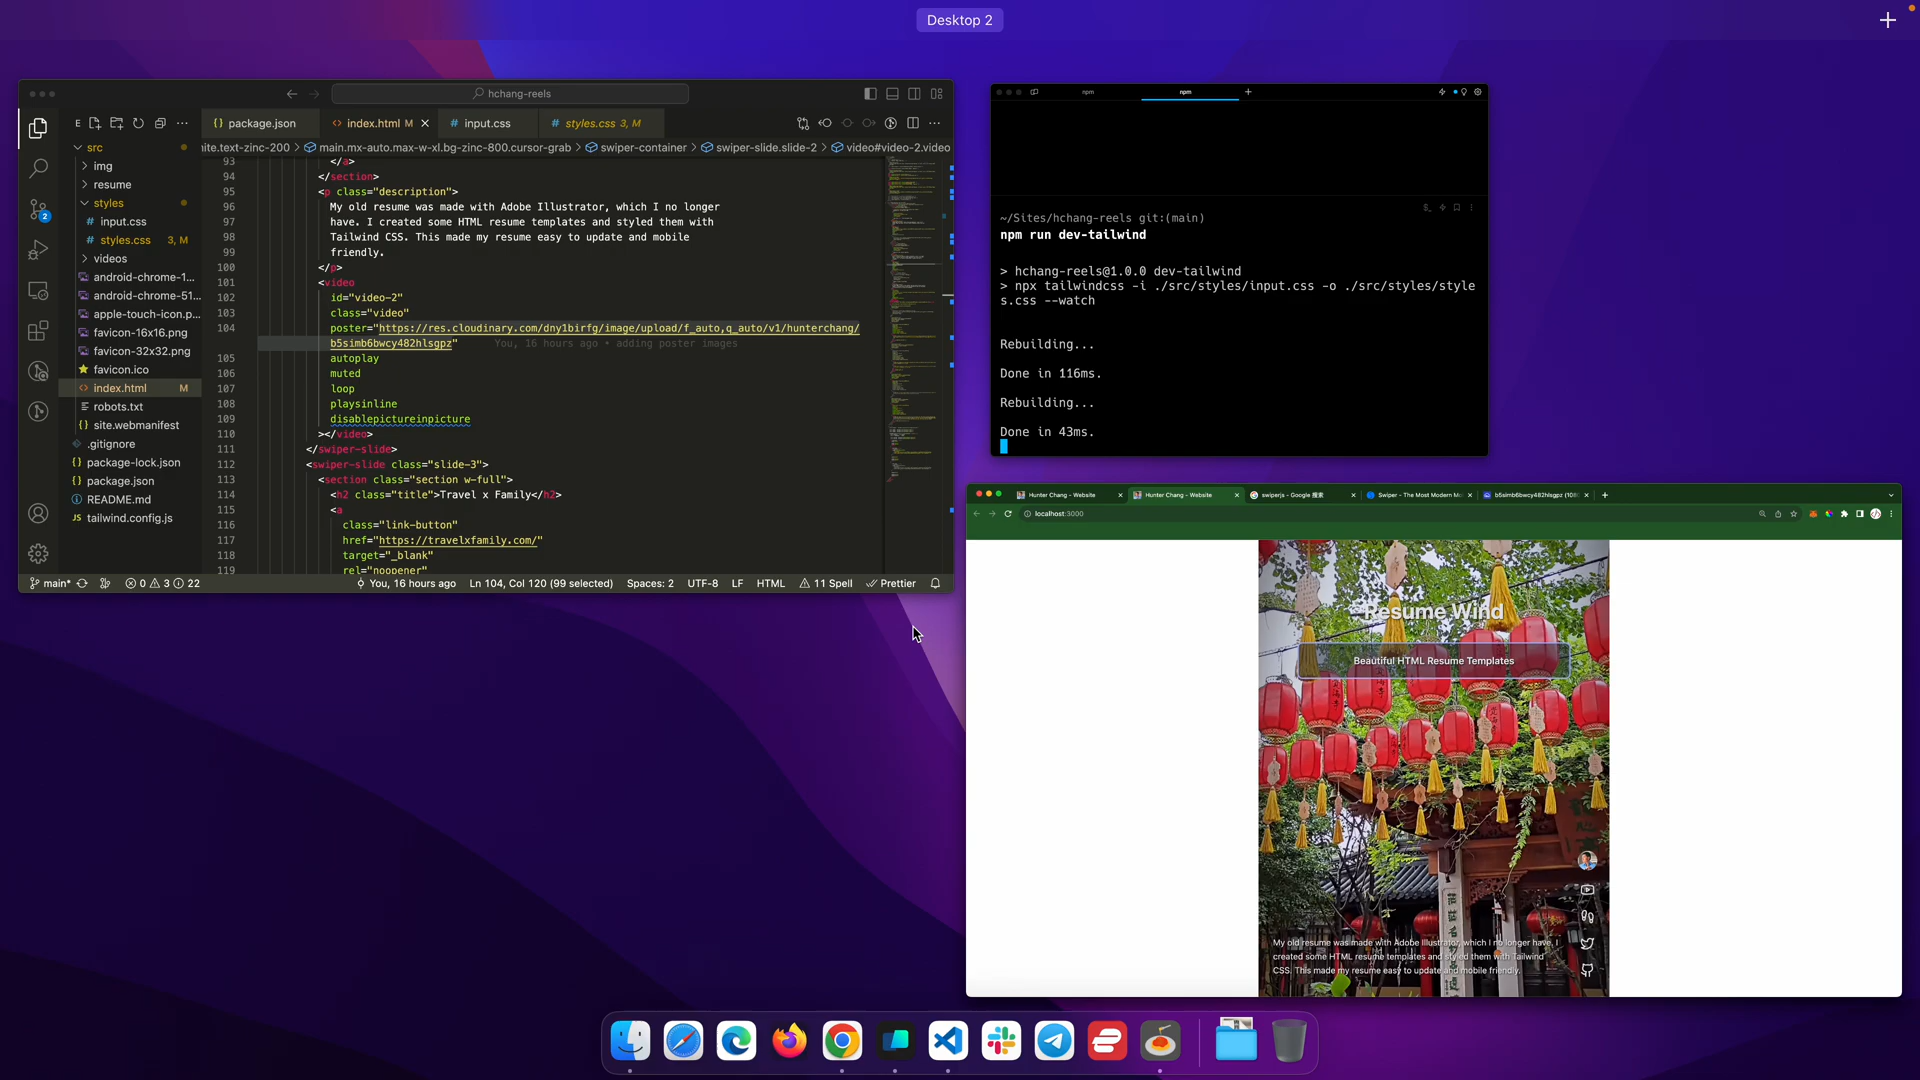 Desktop 2
hchang-reels
package.json
index.html M
input.css
styles.css 3, M
nite.text-zinc-200 > main.mx-auto.max-w-xl.bg-zinc-800.cursor-grab > swiper-container > swiper-slide.slide-2 > video#video-2.video
E
src
img
resume
styles
input.css
styles.css 3, M
videos
android-chrome-1...
android-chrome-51...
apple-touch-icon.p...
favicon-16x16.png
favicon-32x32.png
favicon.ico
index.html M
robots.txt
site.webmanifest
.gitignore
package-lock.json
package.json
README.md
tailwind.config.js
2
93 </a>
94 </section>
95 <p class="description">
96 My old resume was made with Adobe Illustrator, which I no longer
97 have. I created some HTML resume templates and styled them with
98 Tailwind CSS. This made my resume easy to update and mobile
99 friendly.
100 </p>
101 <video
102 id="video-2"
103 class="video"
104 poster="https://res.cloudinary.com/dny1birfg/image/upload/f_auto,q_auto/v1/hunterchang/
b5simb6bwcy482hlsgpz" You, 16 hours ago • adding poster images
105 autoplay
106 muted
107 loop
108 playsinline
109 disablepictureinpicture
110 ></video>
111 </swiper-slide>
112 <swiper-slide class="slide-3">
113 <section class="section w-full">
114 <h2 class="title">Travel x Family</h2>
115 <a
116 class="link-button"
117 href="https://travelxfamily.com/"
118 target="_blank"
119 rel="noopener"
main* 0 3 22 You, 16 hours ago Ln 104, Col 120 (99 selected) Spaces: 2 UTF-8 LF HTML 11 Spell Prettier
npm npm
~/Sites/hchang-reels git:(main)
npm run dev-tailwind
> hchang-reels@1.0.0 dev-tailwind
> npx tailwindcss -i ./src/styles/input.css -o ./src/styles/style
s.css --watch
Rebuilding...
Done in 116ms.
Rebuilding...
Done in 43ms.
Hunter Chang - Website
Hunter Chang - Website
swiperjs - Google 搜索
Swiper - The Most Modern M
b5simb6bwcy482hlsgpz (108
localhost:3000
Resume Wind
Beautiful HTML Resume Templates
My old resume was made with Adobe Illustrator, which I no longer have. I
created some HTML resume templates and styled them with Tailwind
CSS. This made my resume easy to update and mobile friendly.